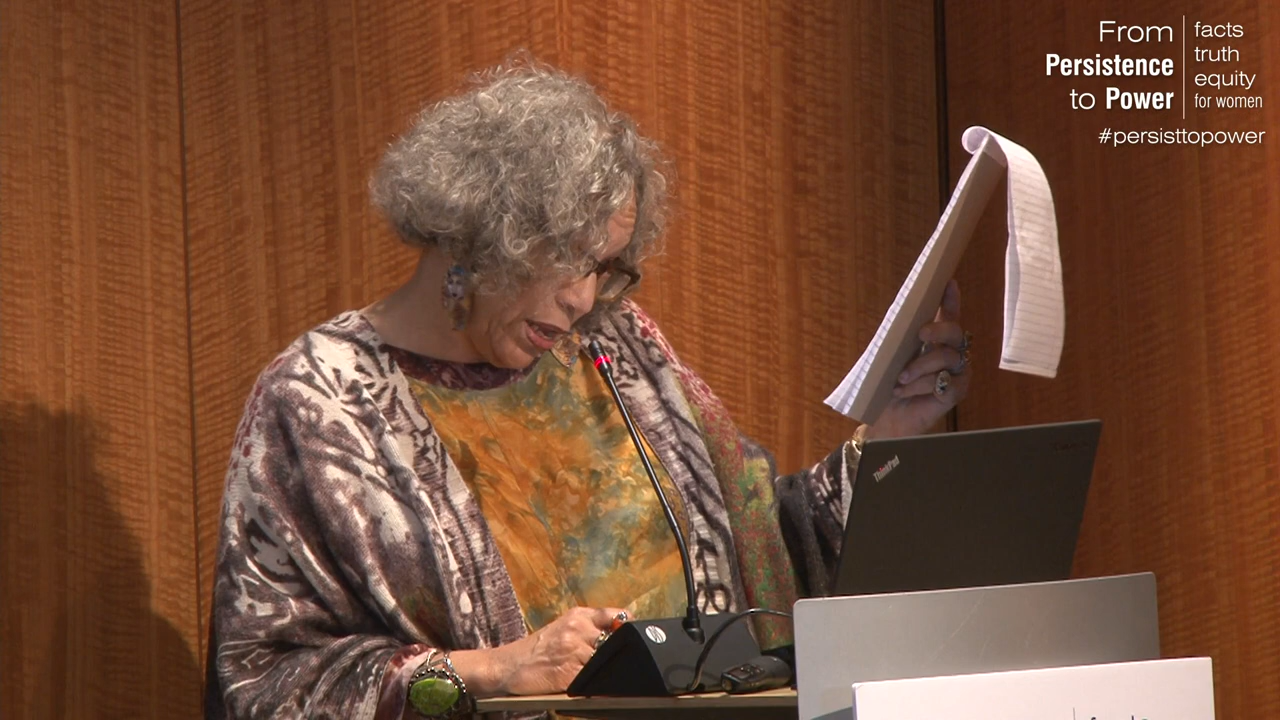 From
Persistence
to Power
facts
truth
equity
for women
#persisttopower
ThinkPad